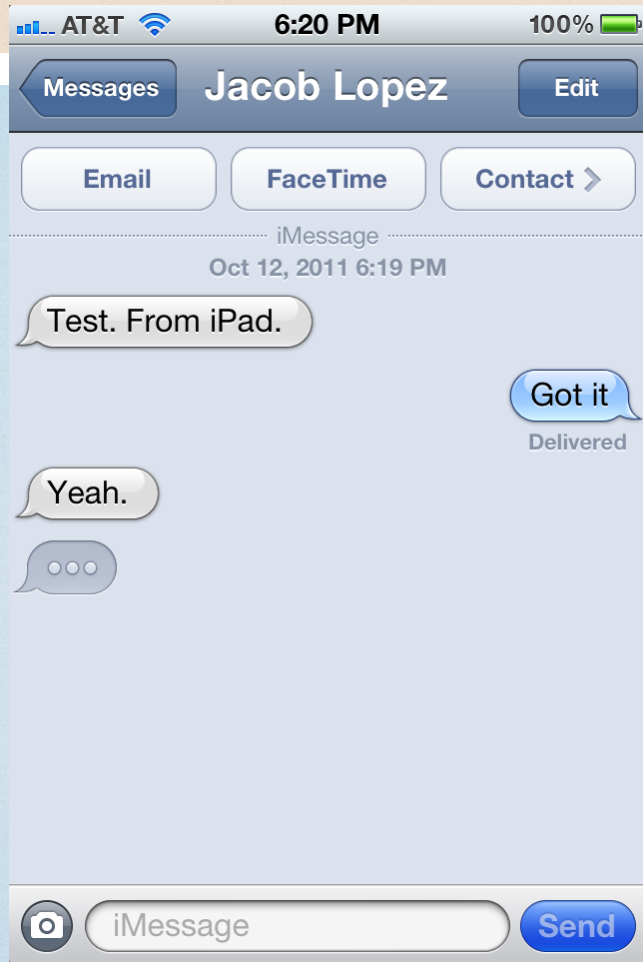 AT&T 6:20 PM 100%
Messages Jacob Lopez Edit
Email FaceTime Contact
iMessage
Oct 12, 2011 6:19 PM
Test. From iPad.
Got it
Delivered
Yeah.
iMessage Send